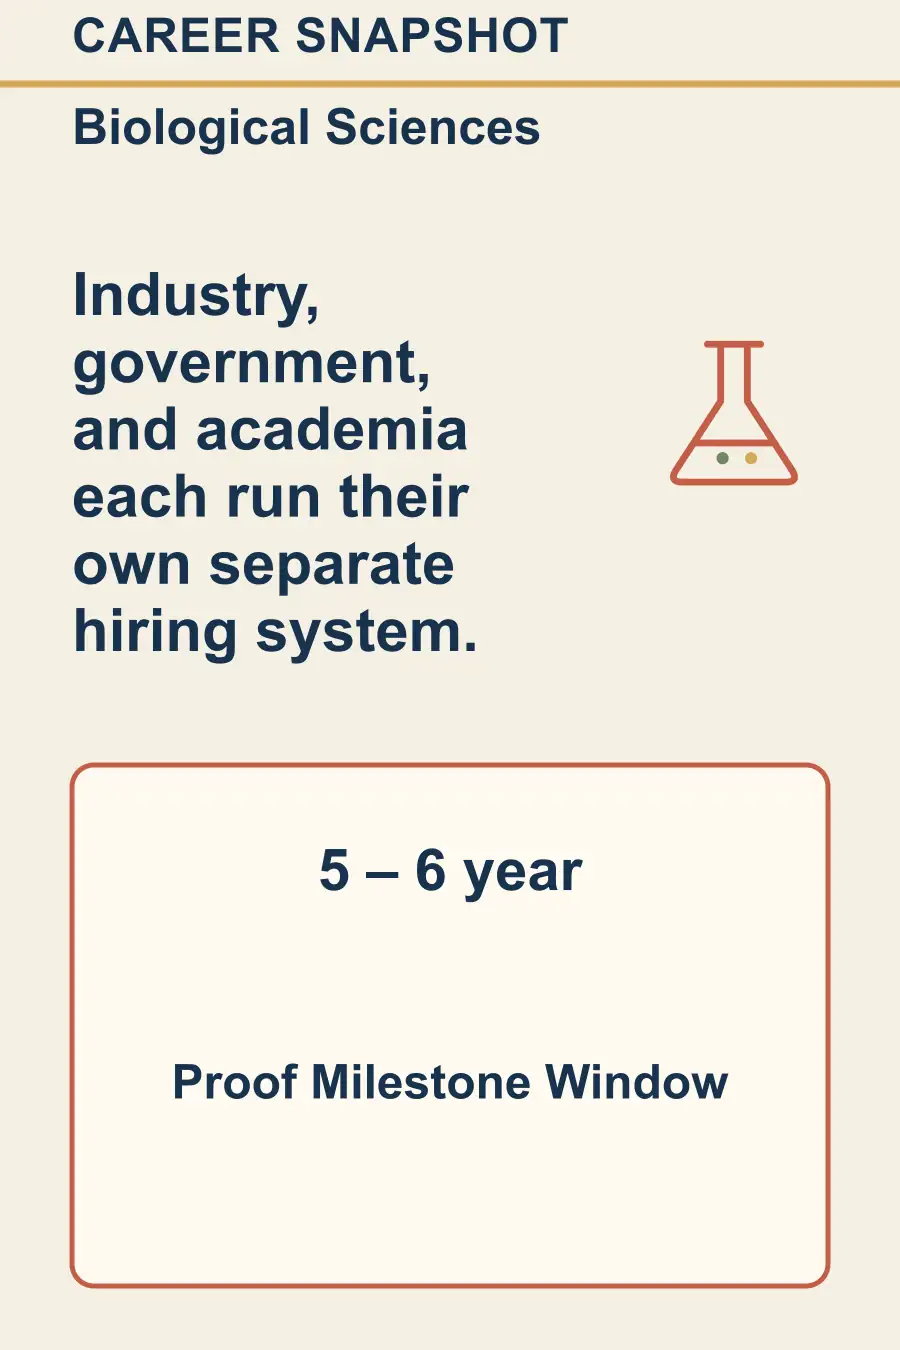 CAREER SNAPSHOT
Biological Sciences
Industry,
government,
and academia
each run their
own separate
hiring system.
5 – 6 year
Proof Milestone Window